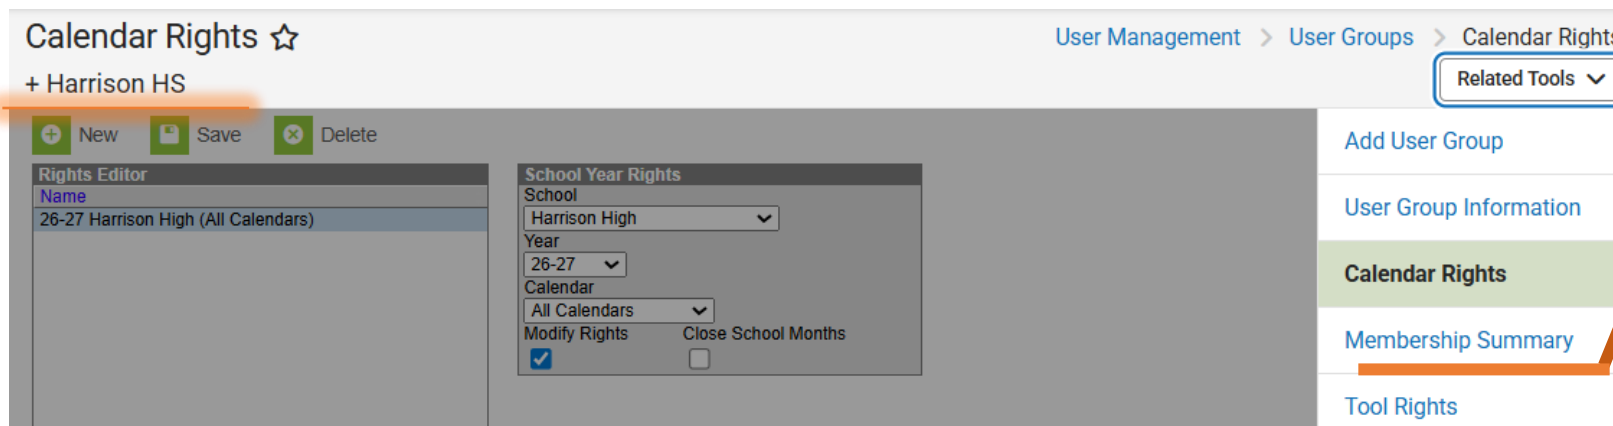 Calendar Rights
User Management > User Groups > Calendar Rights
+ Harrison HS
Related Tools
New Save Delete
Rights Editor
Name
26-27 Harrison High (All Calendars)
School Year Rights
School
Harrison High
Year
26-27
Calendar
All Calendars
Modify Rights Close School Months
Add User Group
User Group Information
Calendar Rights
Membership Summary
Tool Rights